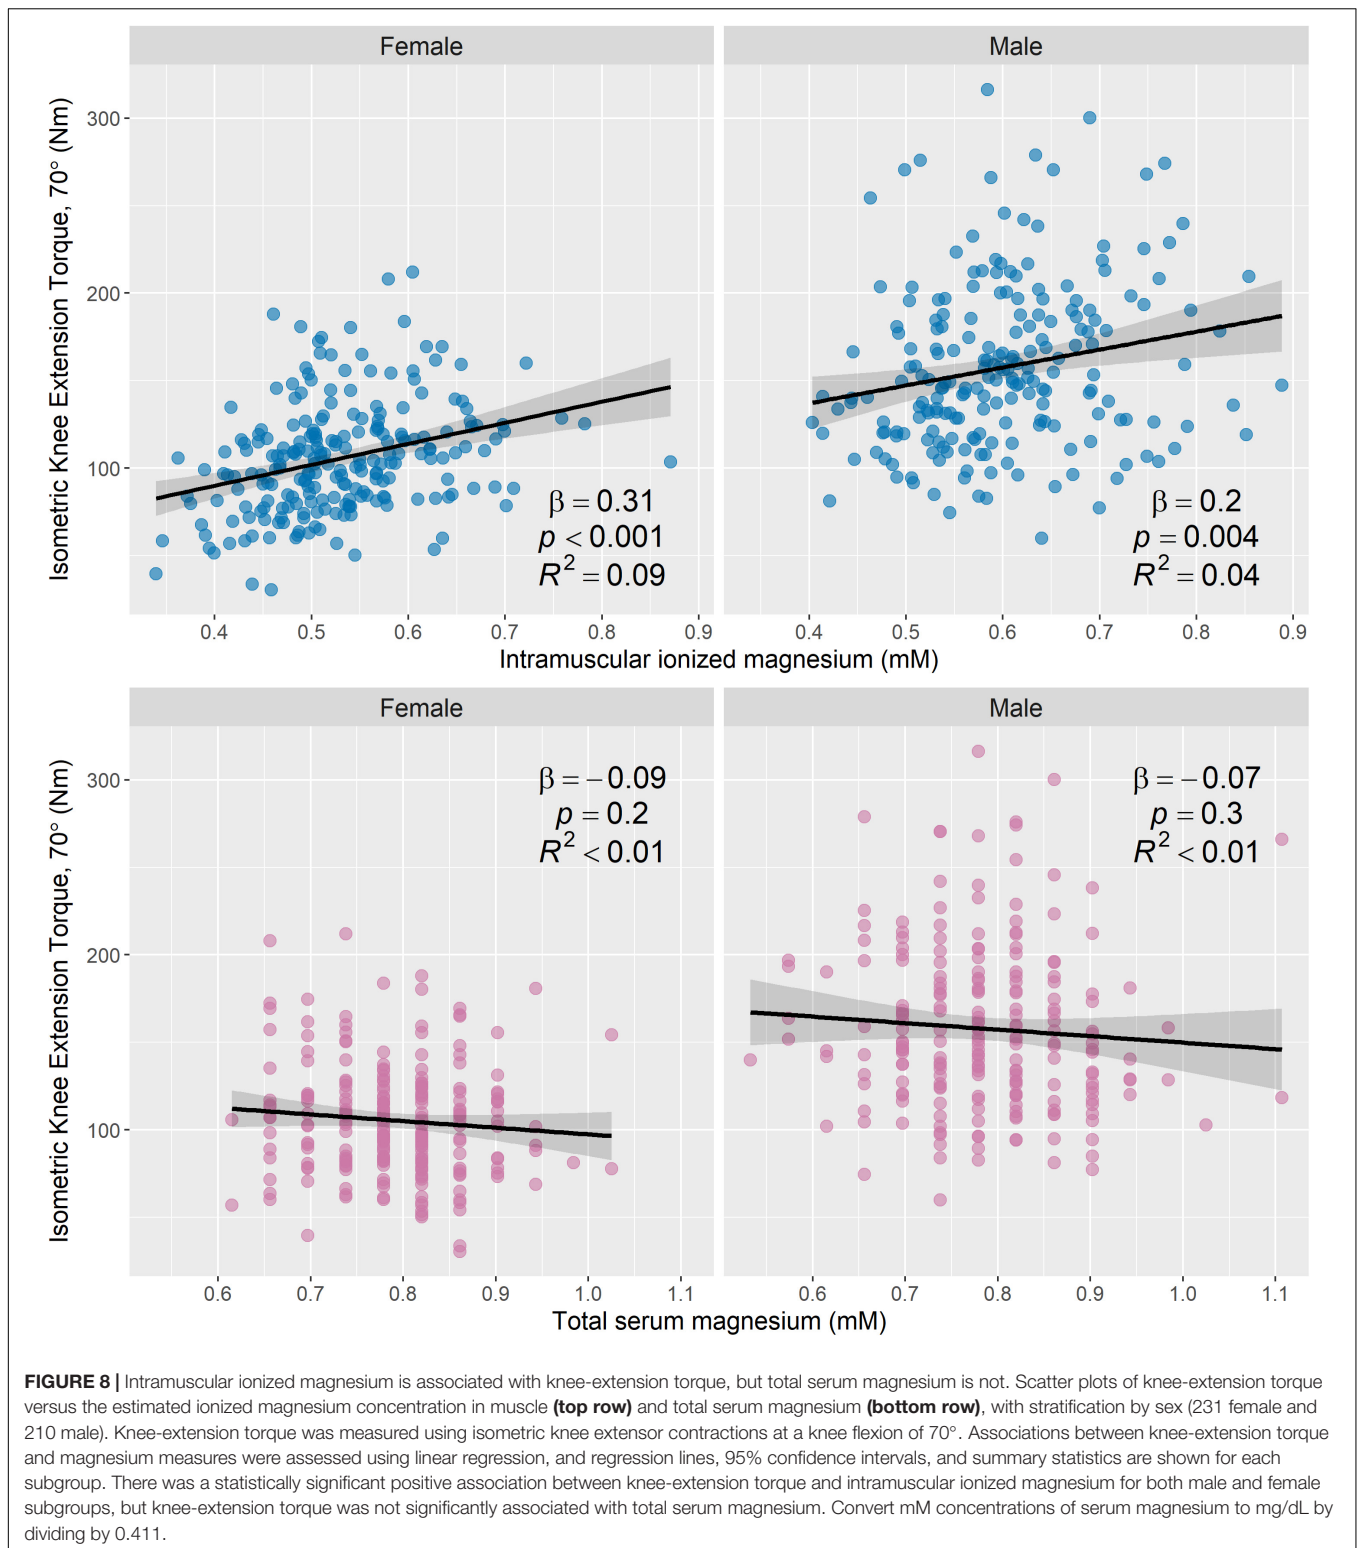 Female Male
Isometric Knee Extension Torque, 70° (Nm)
300
200
100
β = 0.31
p < 0.001
R² = 0.09
β = 0.2
p = 0.004
R² = 0.04
0.4 0.5 0.6 0.7 0.8 0.9 0.4 0.5 0.6 0.7 0.8 0.9
Intramuscular ionized magnesium (mM)
Female Male
Isometric Knee Extension Torque, 70° (Nm)
300
200
100
β = −0.09
p = 0.2
R² < 0.01
β = −0.07
p = 0.3
R² < 0.01
0.6 0.7 0.8 0.9 1.0 1.1 0.6 0.7 0.8 0.9 1.0 1.1
Total serum magnesium (mM)
FIGURE 8 | Intramuscular ionized magnesium is associated with knee-extension torque, but total serum magnesium is not. Scatter plots of knee-extension torque
versus the estimated ionized magnesium concentration in muscle (top row) and total serum magnesium (bottom row), with stratification by sex (231 female and
210 male). Knee-extension torque was measured using isometric knee extensor contractions at a knee flexion of 70°. Associations between knee-extension torque
and magnesium measures were assessed using linear regression, and regression lines, 95% confidence intervals, and summary statistics are shown for each
subgroup. There was a statistically significant positive association between knee-extension torque and intramuscular ionized magnesium for both male and female
subgroups, but knee-extension torque was not significantly associated with total serum magnesium. Convert mM concentrations of serum magnesium to mg/dL by
dividing by 0.411.